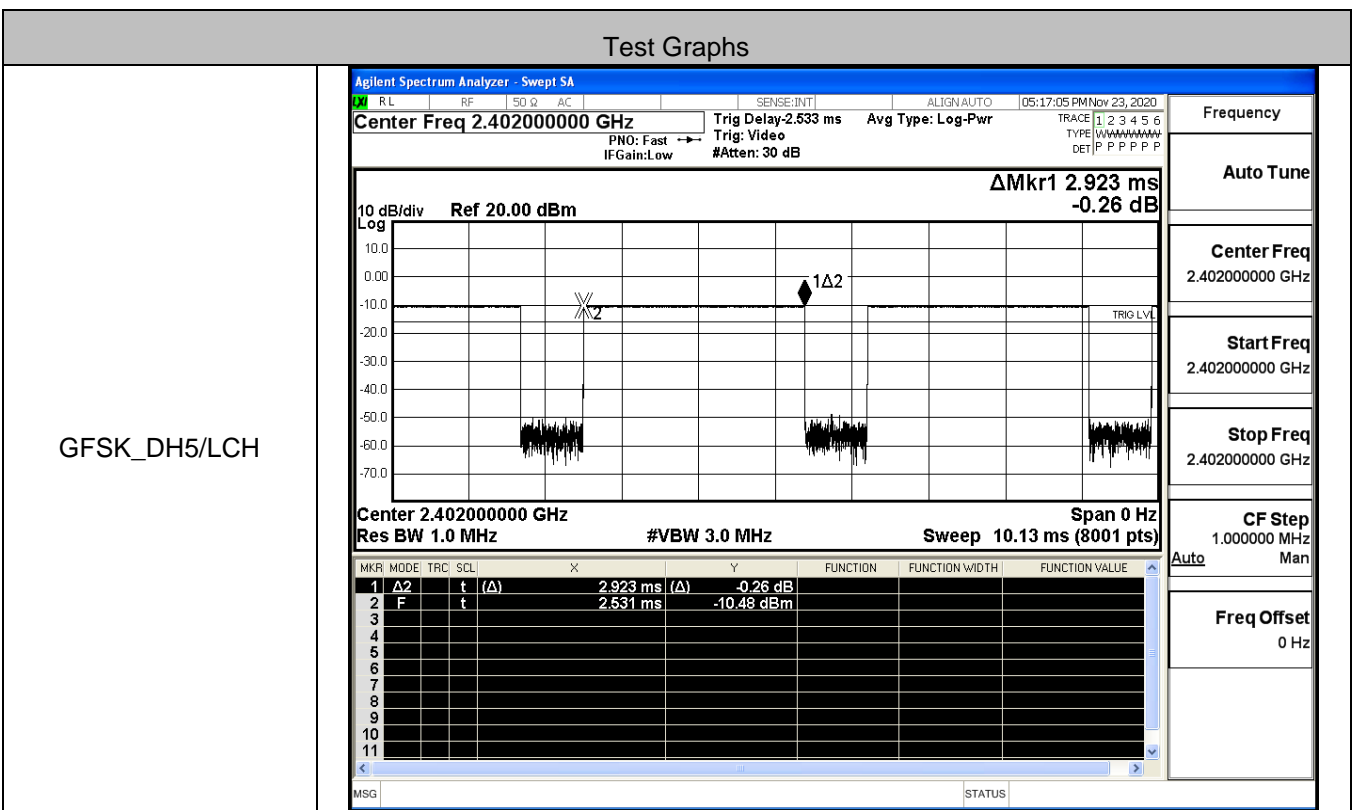 Test Graphs
GFSK_DH5/LCH
Agilent Spectrum Analyzer - Swept SA
LXI RL RF 50 Ω AC SENSE:INT ALIGNAUTO 05:17:05 PM Nov 23, 2020
Center Freq 2.402000000 GHz Trig Delay-2.533 ms Avg Type: Log-Pwr TRACE 1 2 3 4 5 6
PNO: Fast Trig: Video TYPE WWWWWW
IFGain:Low #Atten: 30 dB DET P P P P P P
ΔMkr1 2.923 ms
-0.26 dB
10 dB/div Ref 20.00 dBm
Log
10.0
0.00
-10.0
-20.0
-30.0
-40.0
-50.0
-60.0
-70.0
1Δ2
2
TRIG LVL
Center 2.402000000 GHz Span 0 Hz
Res BW 1.0 MHz #VBW 3.0 MHz Sweep 10.13 ms (8001 pts)
MKR MODE TRC SCL X Y FUNCTION FUNCTION WIDTH FUNCTION VALUE
1 Δ2 t (Δ) 2.923 ms (Δ) -0.26 dB
2 F t 2.531 ms -10.48 dBm
3
4
5
6
7
8
9
10
11
MSG STATUS
Frequency
Auto Tune
Center Freq
2.402000000 GHz
Start Freq
2.402000000 GHz
Stop Freq
2.402000000 GHz
CF Step
1.000000 MHz
Auto Man
Freq Offset
0 Hz